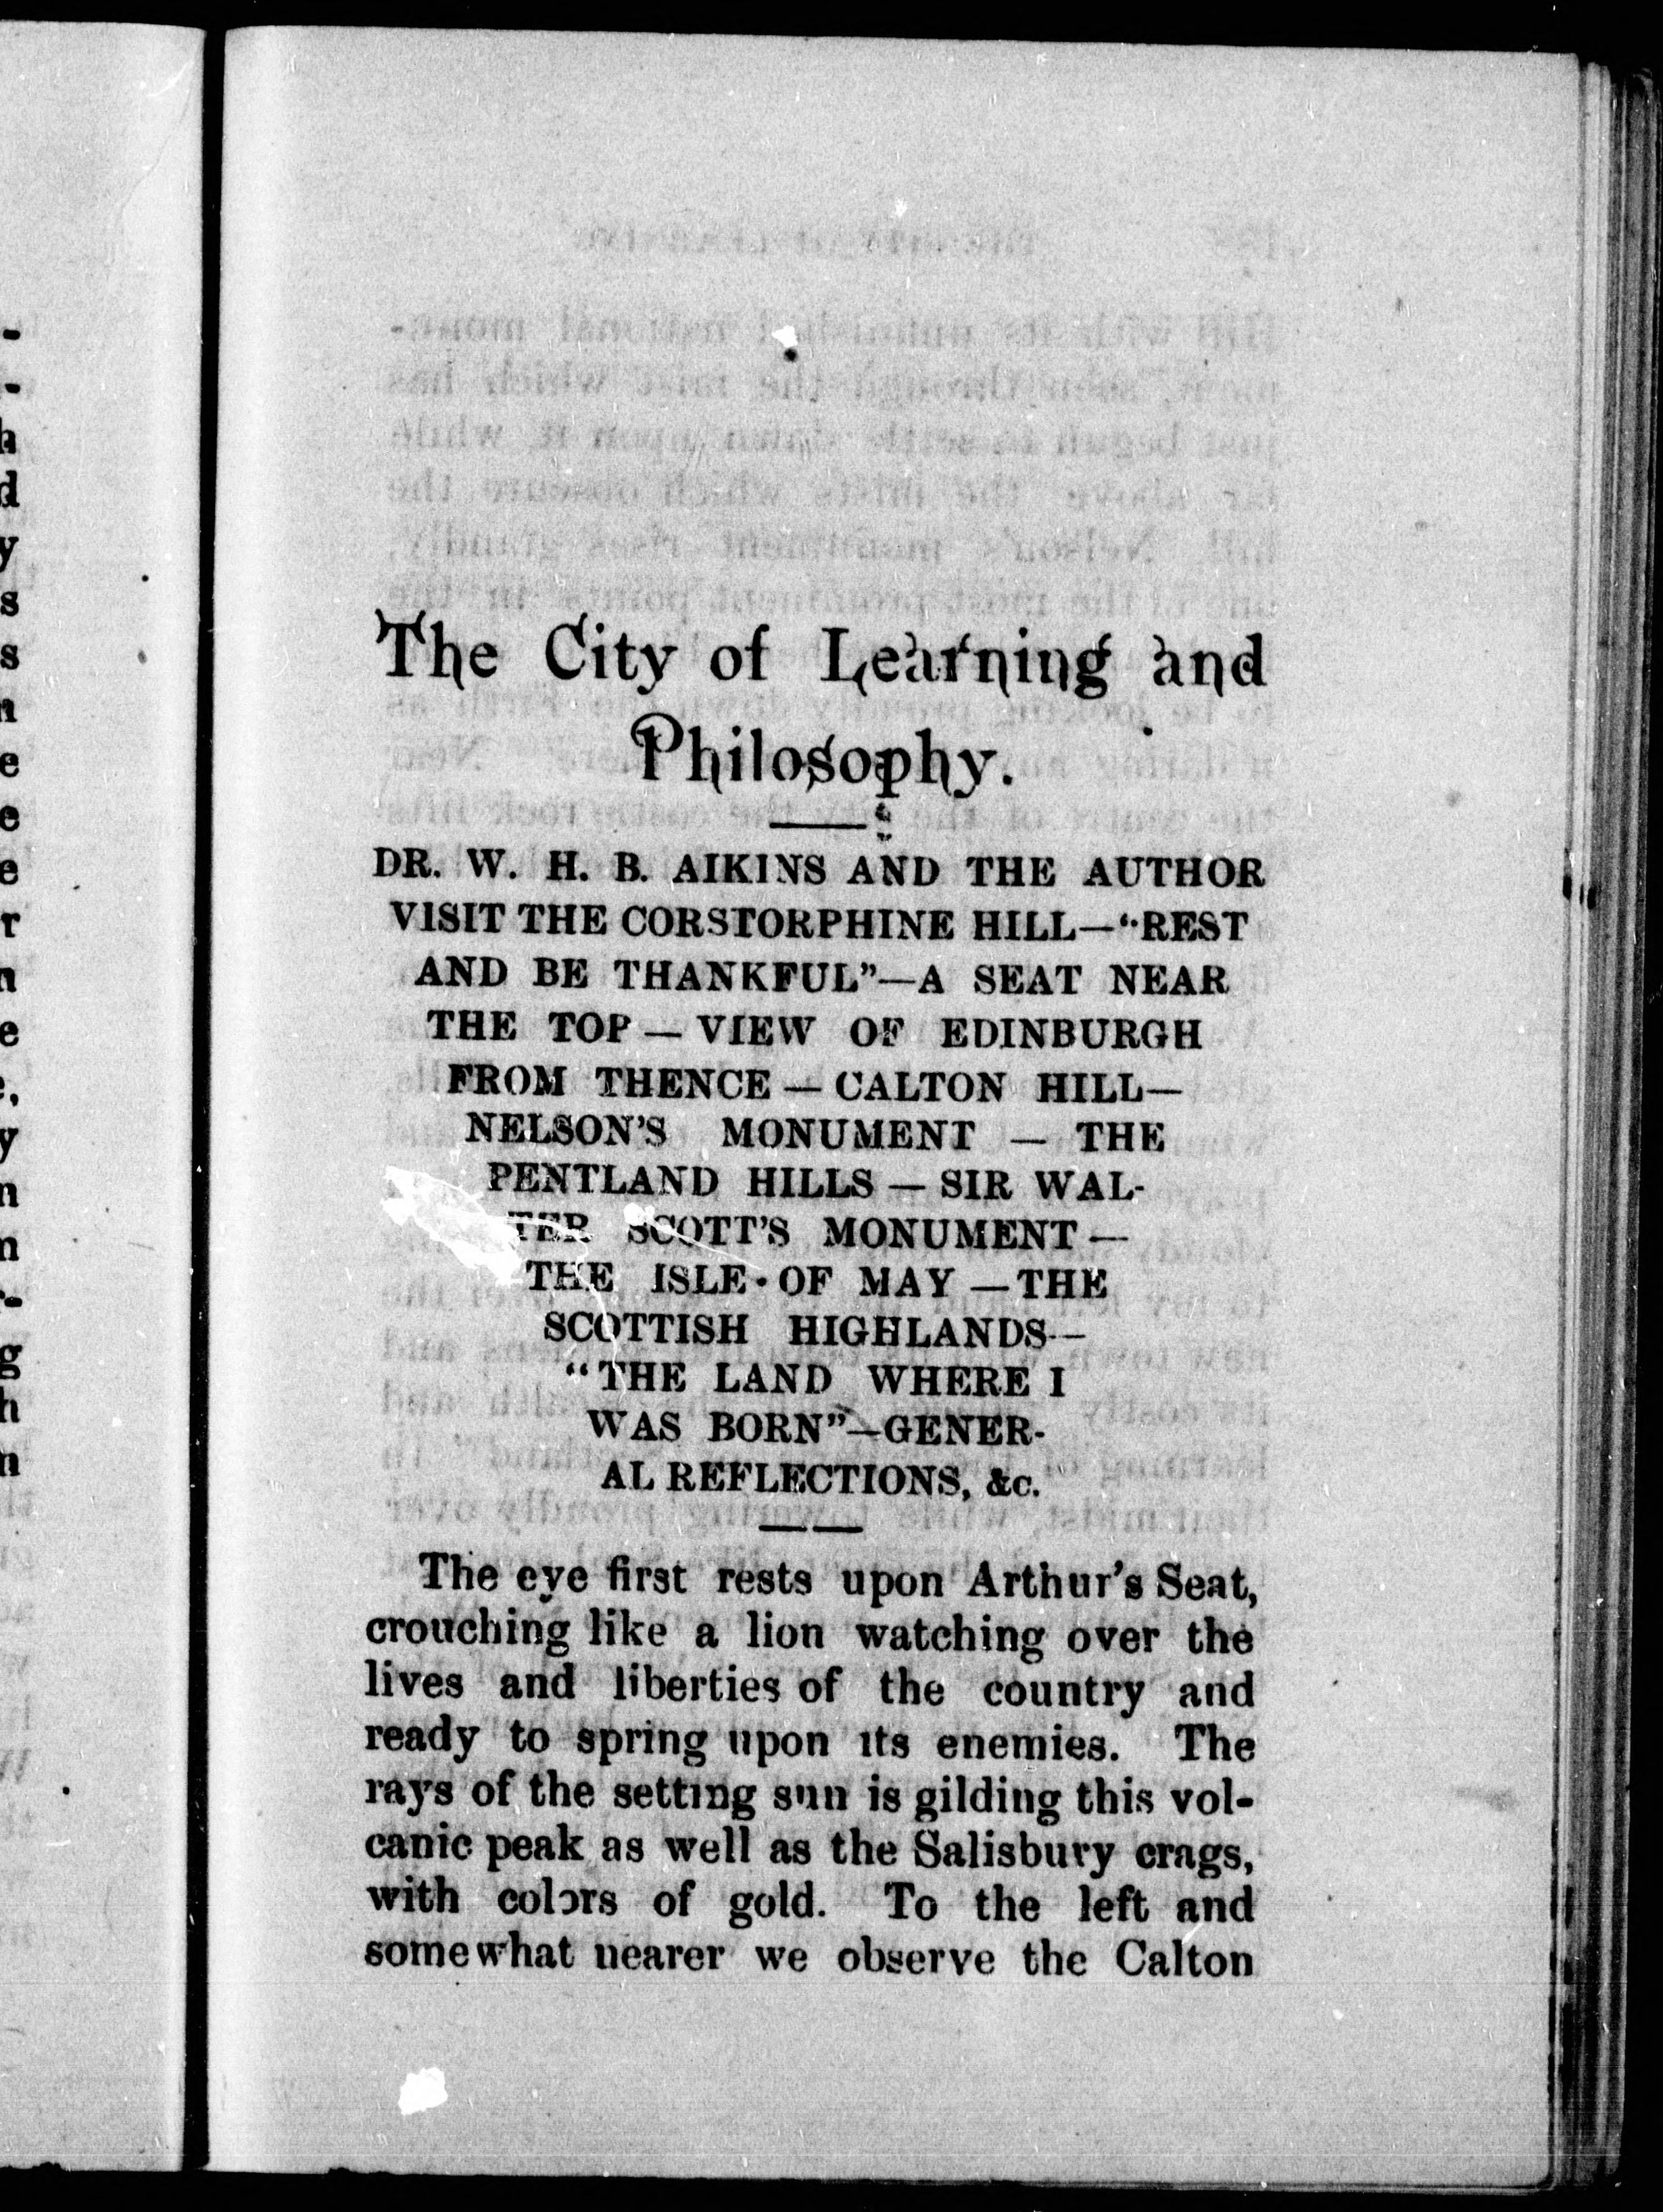 The City of Learning and
Philosophy.
DR. W. H. B. AIKINS AND THE AUTHOR
VISIT THE CORSTORPHINE HILL—“REST
AND BE THANKFUL”—A SEAT NEAR
THE TOP — VIEW OF EDINBURGH
FROM THENCE — CALTON HILL—
NELSON’S MONUMENT — THE
PENTLAND HILLS — SIR WAL-
TER SCOTT’S MONUMENT —
THE ISLE OF MAY — THE
SCOTTISH HIGHLANDS—
“THE LAND WHERE I
WAS BORN”—GENER-
AL REFLECTIONS, &c.
The eye first rests upon Arthur’s Seat,
crouching like a lion watching over the
lives and liberties of the country and
ready to spring upon its enemies. The
rays of the setting sun is gilding this vol-
canic peak as well as the Salisbury crags,
with colors of gold. To the left and
somewhat nearer we observe the Calton